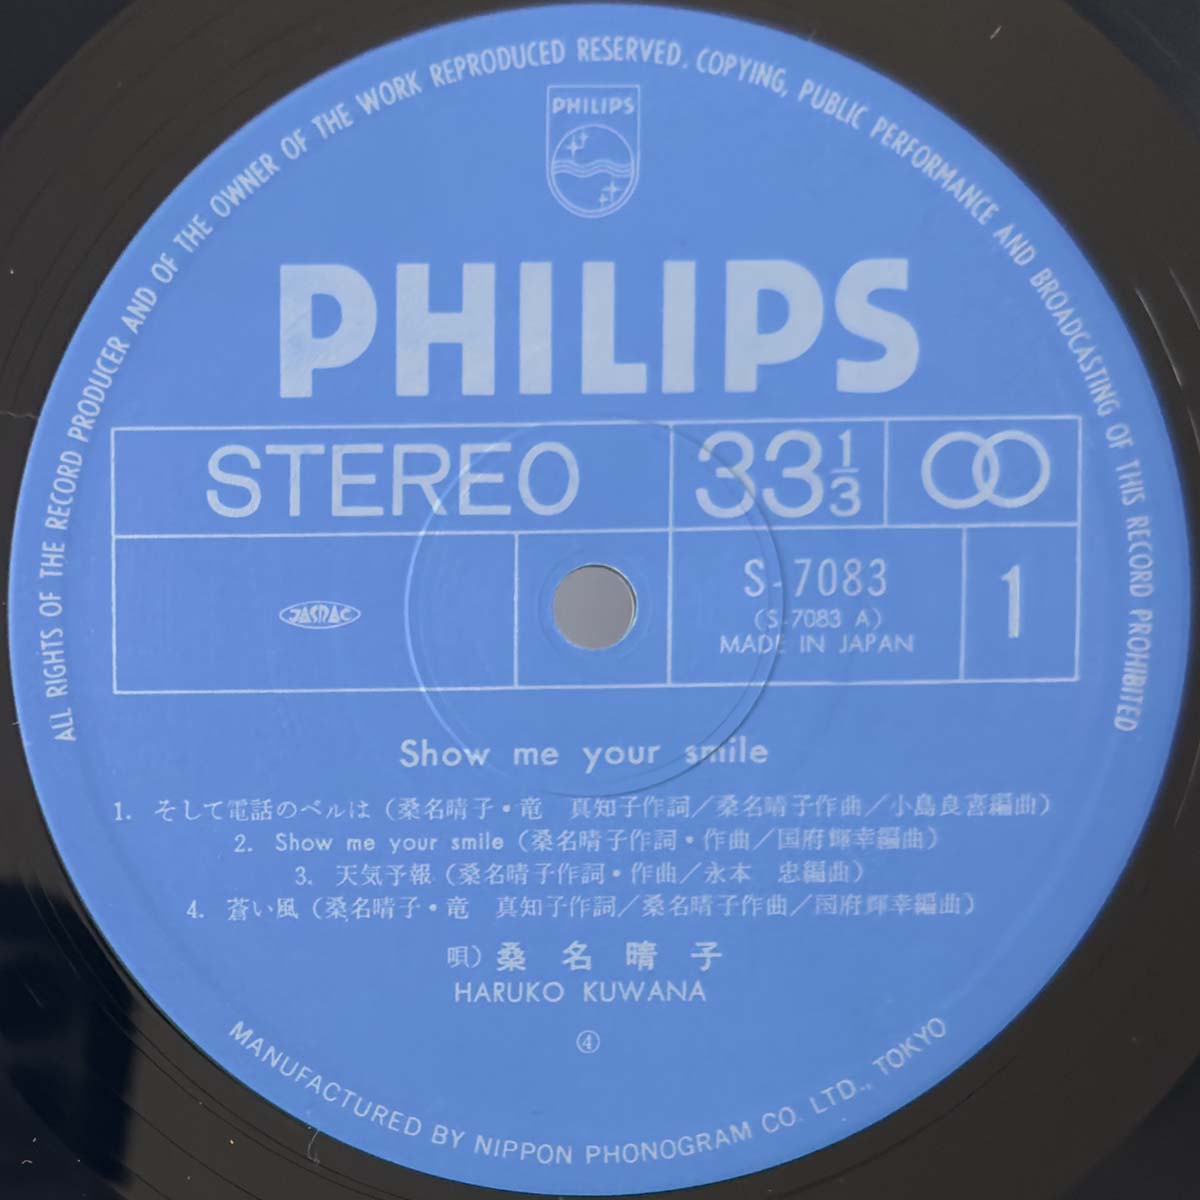 ALL RIGHTS OF THE RECORD PRODUCER AND OF THE OWNER OF THE WORK REPRODUCED RESERVED. COPYING, PUBLIC PERFORMANCE AND BROADCASTING OF THIS RECORD PROHIBITED
PHILIPS
PHILIPS
STEREO 33 1/3
JASRAC
S-7083
(S-7083 A)
MADE IN JAPAN
1
Show me your smile
1. そして電話のベルは（桑名晴子・竜　真知子作詞／桑名晴子作曲／小島良喜編曲）
2. Show me your smile（桑名晴子作詞・作曲／国府輝幸編曲）
3. 天気予報（桑名晴子作詞・作曲／永本　忠編曲）
4. 蒼い風（桑名晴子・竜　真知子作詞／桑名晴子作曲／国府輝幸編曲）
唄）桑名晴子
HARUKO KUWANA
④
MANUFACTURED BY NIPPON PHONOGRAM CO. LTD., TOKYO